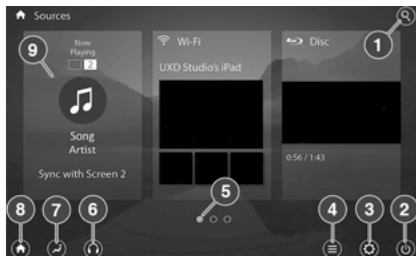 Sources
1
9
Now
Playing
2
Song
Artist
Sync with Screen 2
Wi-Fi
UXD Studio's iPad
Disc
0:56 / 1:43
5
8
7
6
4
3
2